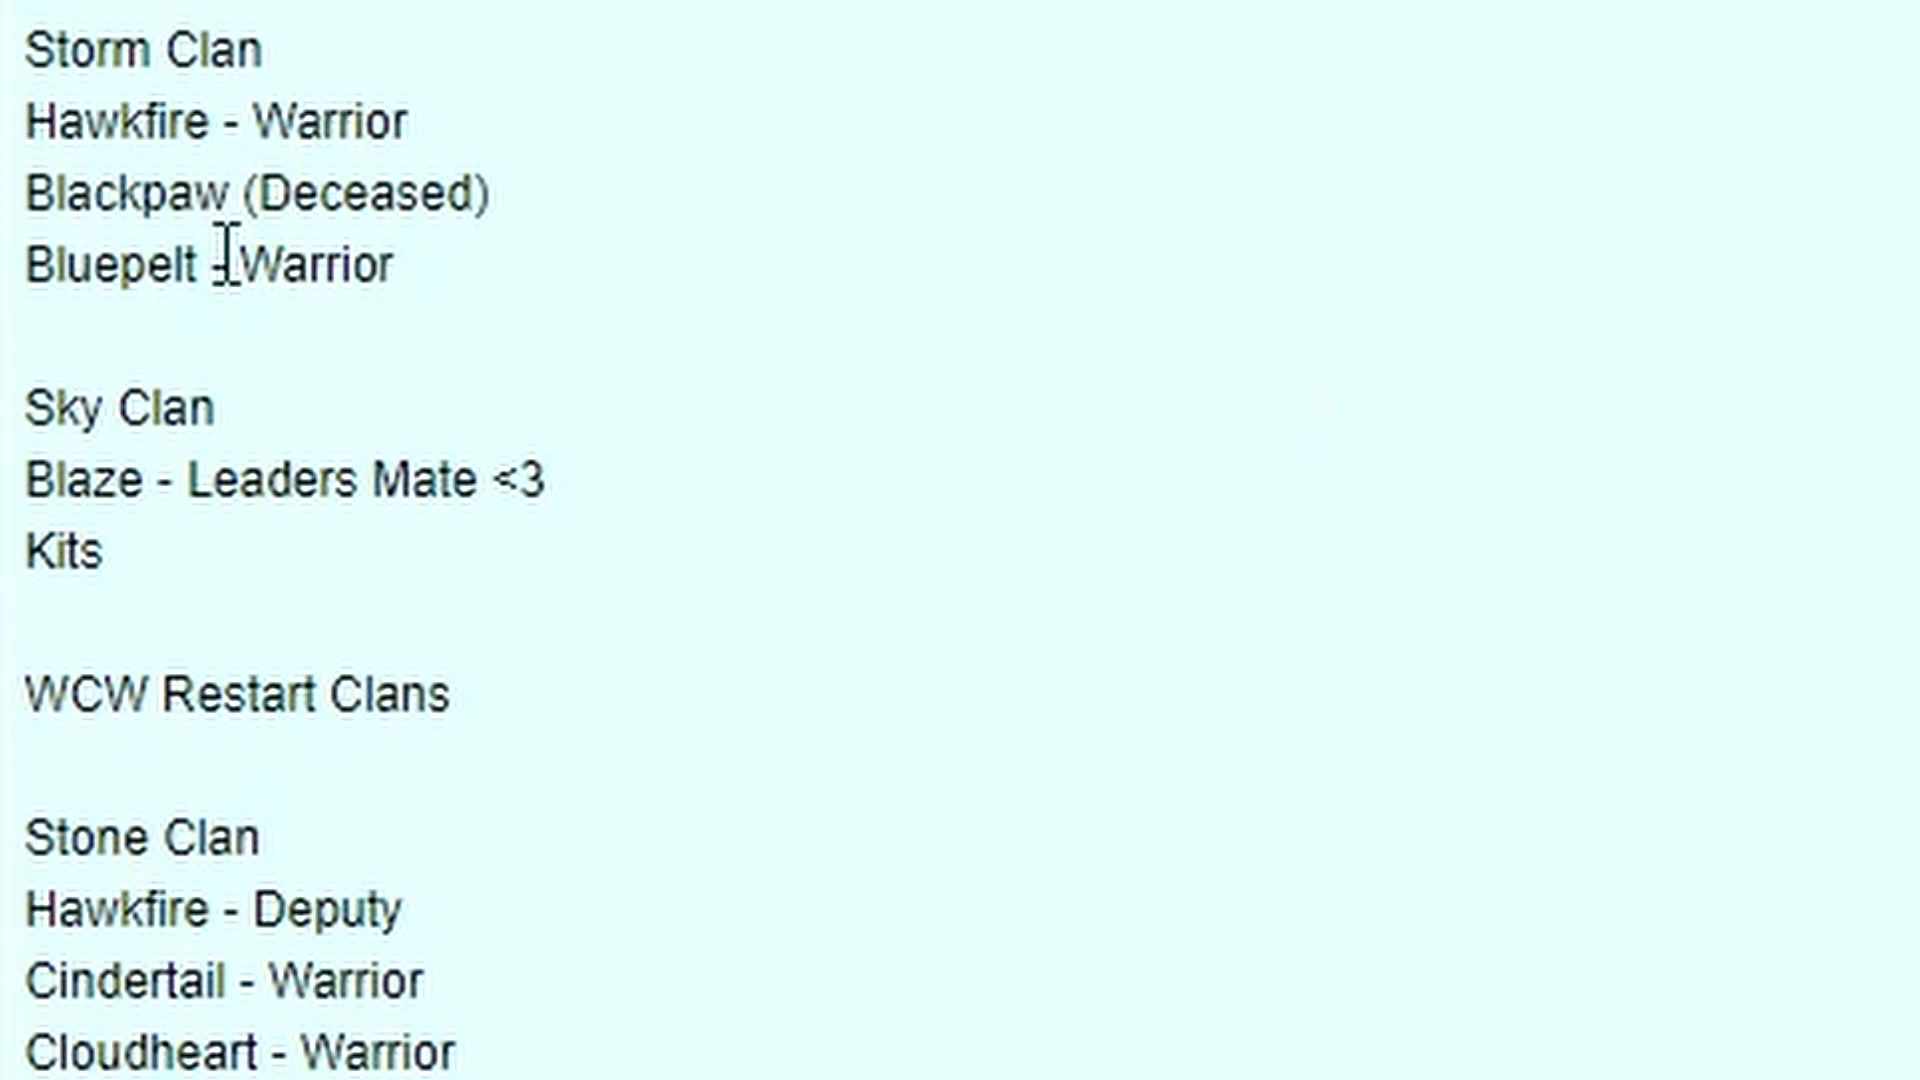 Storm Clan
Hawkfire - Warrior
Blackpaw (Deceased)
Bluepelt - Warrior
Sky Clan
Blaze - Leaders Mate <3
Kits
WCW Restart Clans
Stone Clan
Hawkfire - Deputy
Cindertail - Warrior
Cloudheart - Warrior